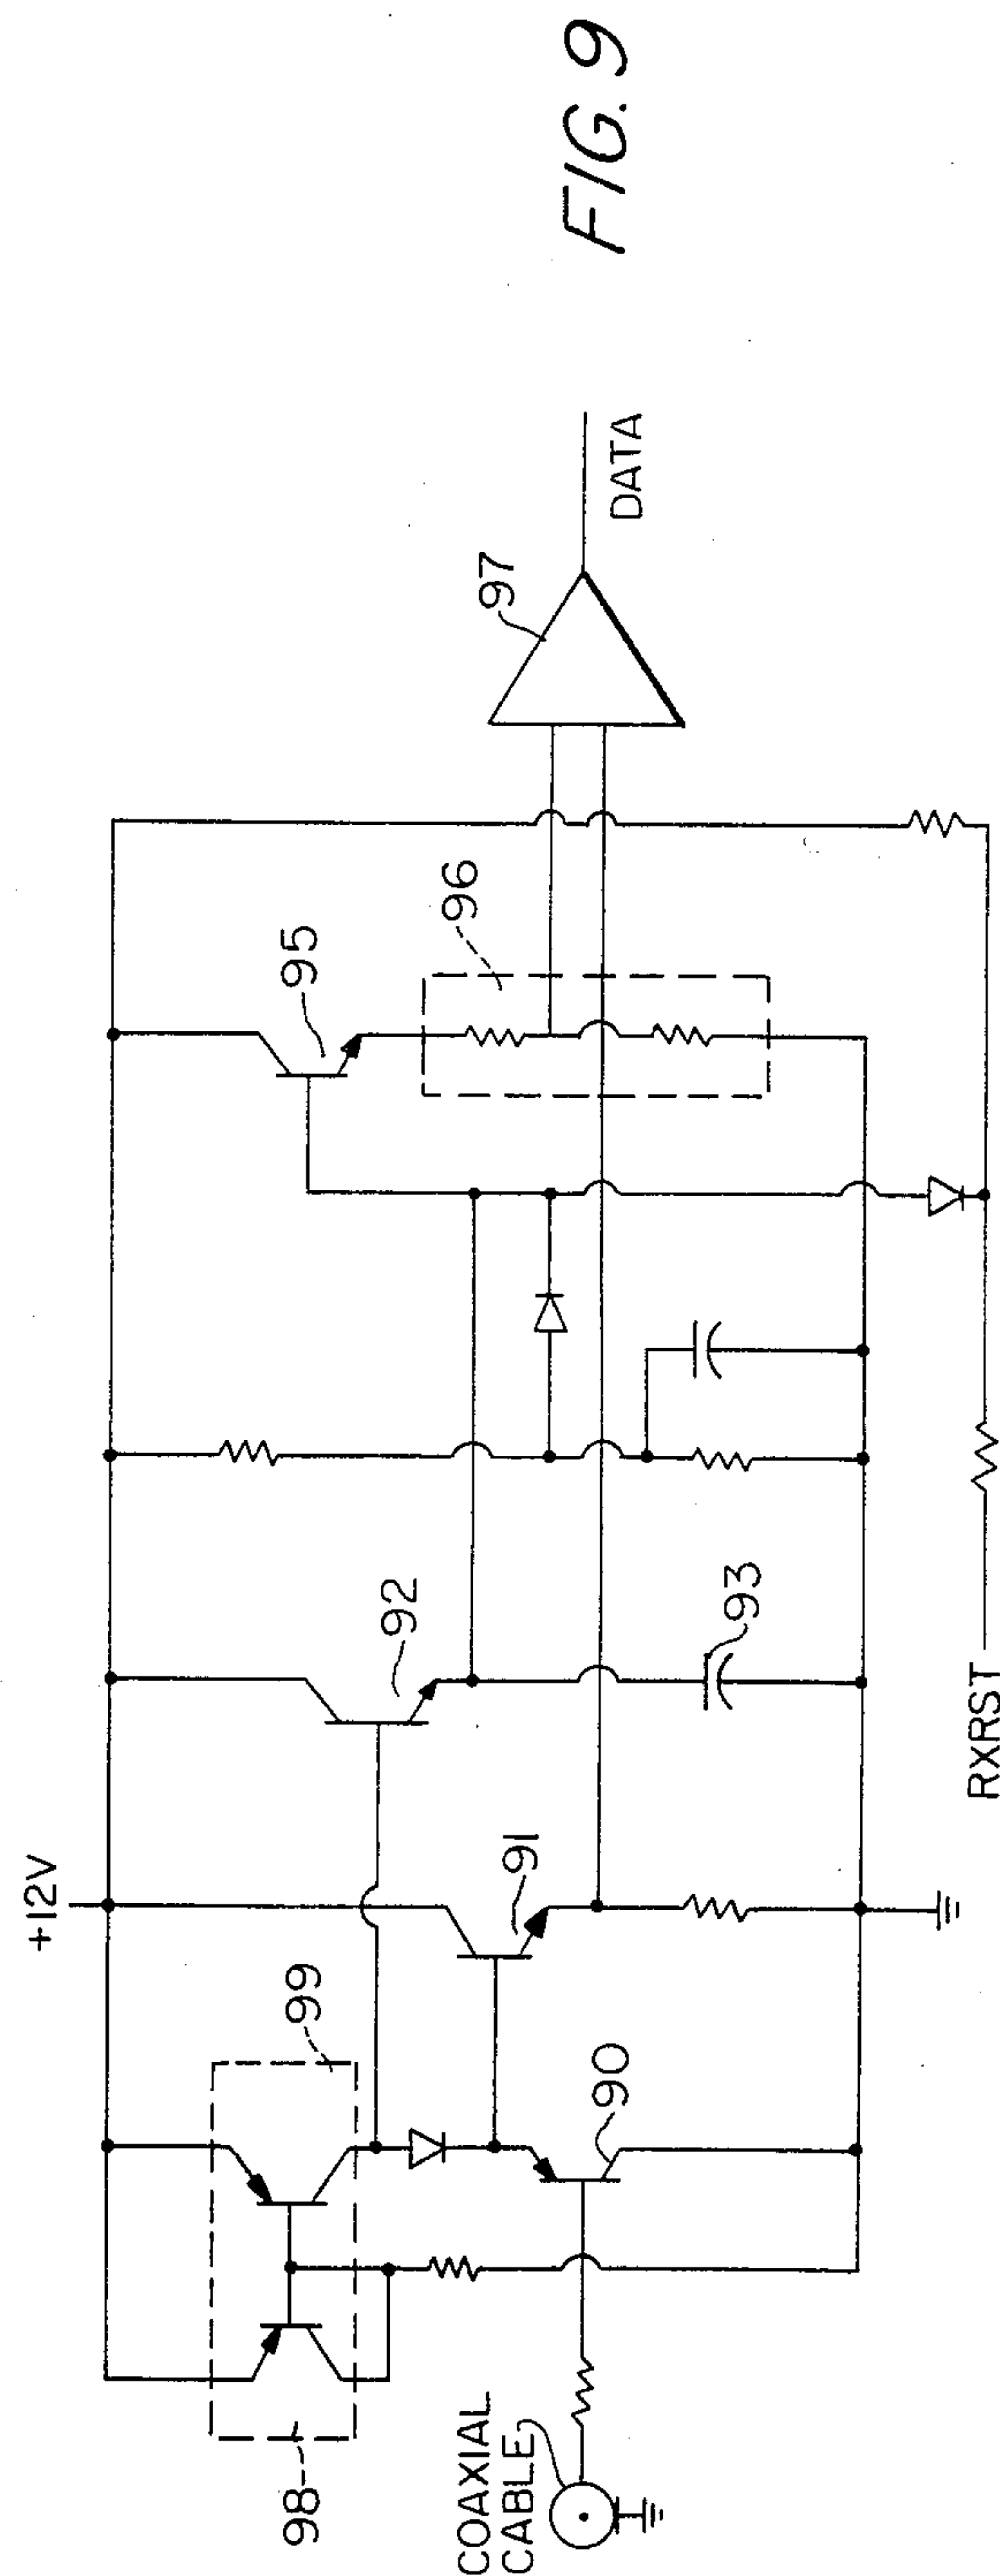 +12V
98
99
95
96
92
91
97
90
93
COAXIAL
CABLE
DATA
RXRST
FIG. 9